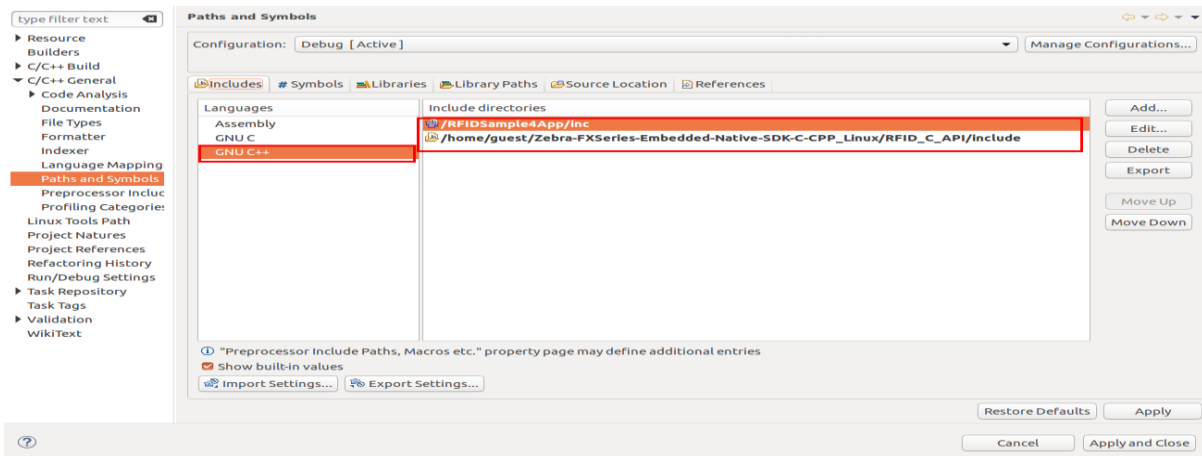 type filter text
Resource
Builders
C/C++ Build
C/C++ General
Code Analysis
Documentation
File Types
Formatter
Indexer
Language Mapping
Paths and Symbols
Preprocessor Includ
Profiling Categories
Linux Tools Path
Project Natures
Project References
Refactoring History
Run/Debug Settings
Task Repository
Task Tags
Validation
WikiText
Paths and Symbols
Configuration: Debug [ Active ]
Manage Configurations...
Includes # Symbols Libraries Library Paths Source Location References
Languages
Assembly
GNU C
GNU C++
Include directories
/RFIDSample4App/Inc
/home/guest/Zebra-FXSeries-Embedded-Native-SDK-C-CPP_Linux/RFID_C_API/include
Add...
Edit...
Delete
Export
Move Up
Move Down
"Preprocessor Include Paths, Macros etc." property page may define additional entries
Show built-in values
Import Settings... Export Settings...
Restore Defaults Apply
Cancel Apply and Close